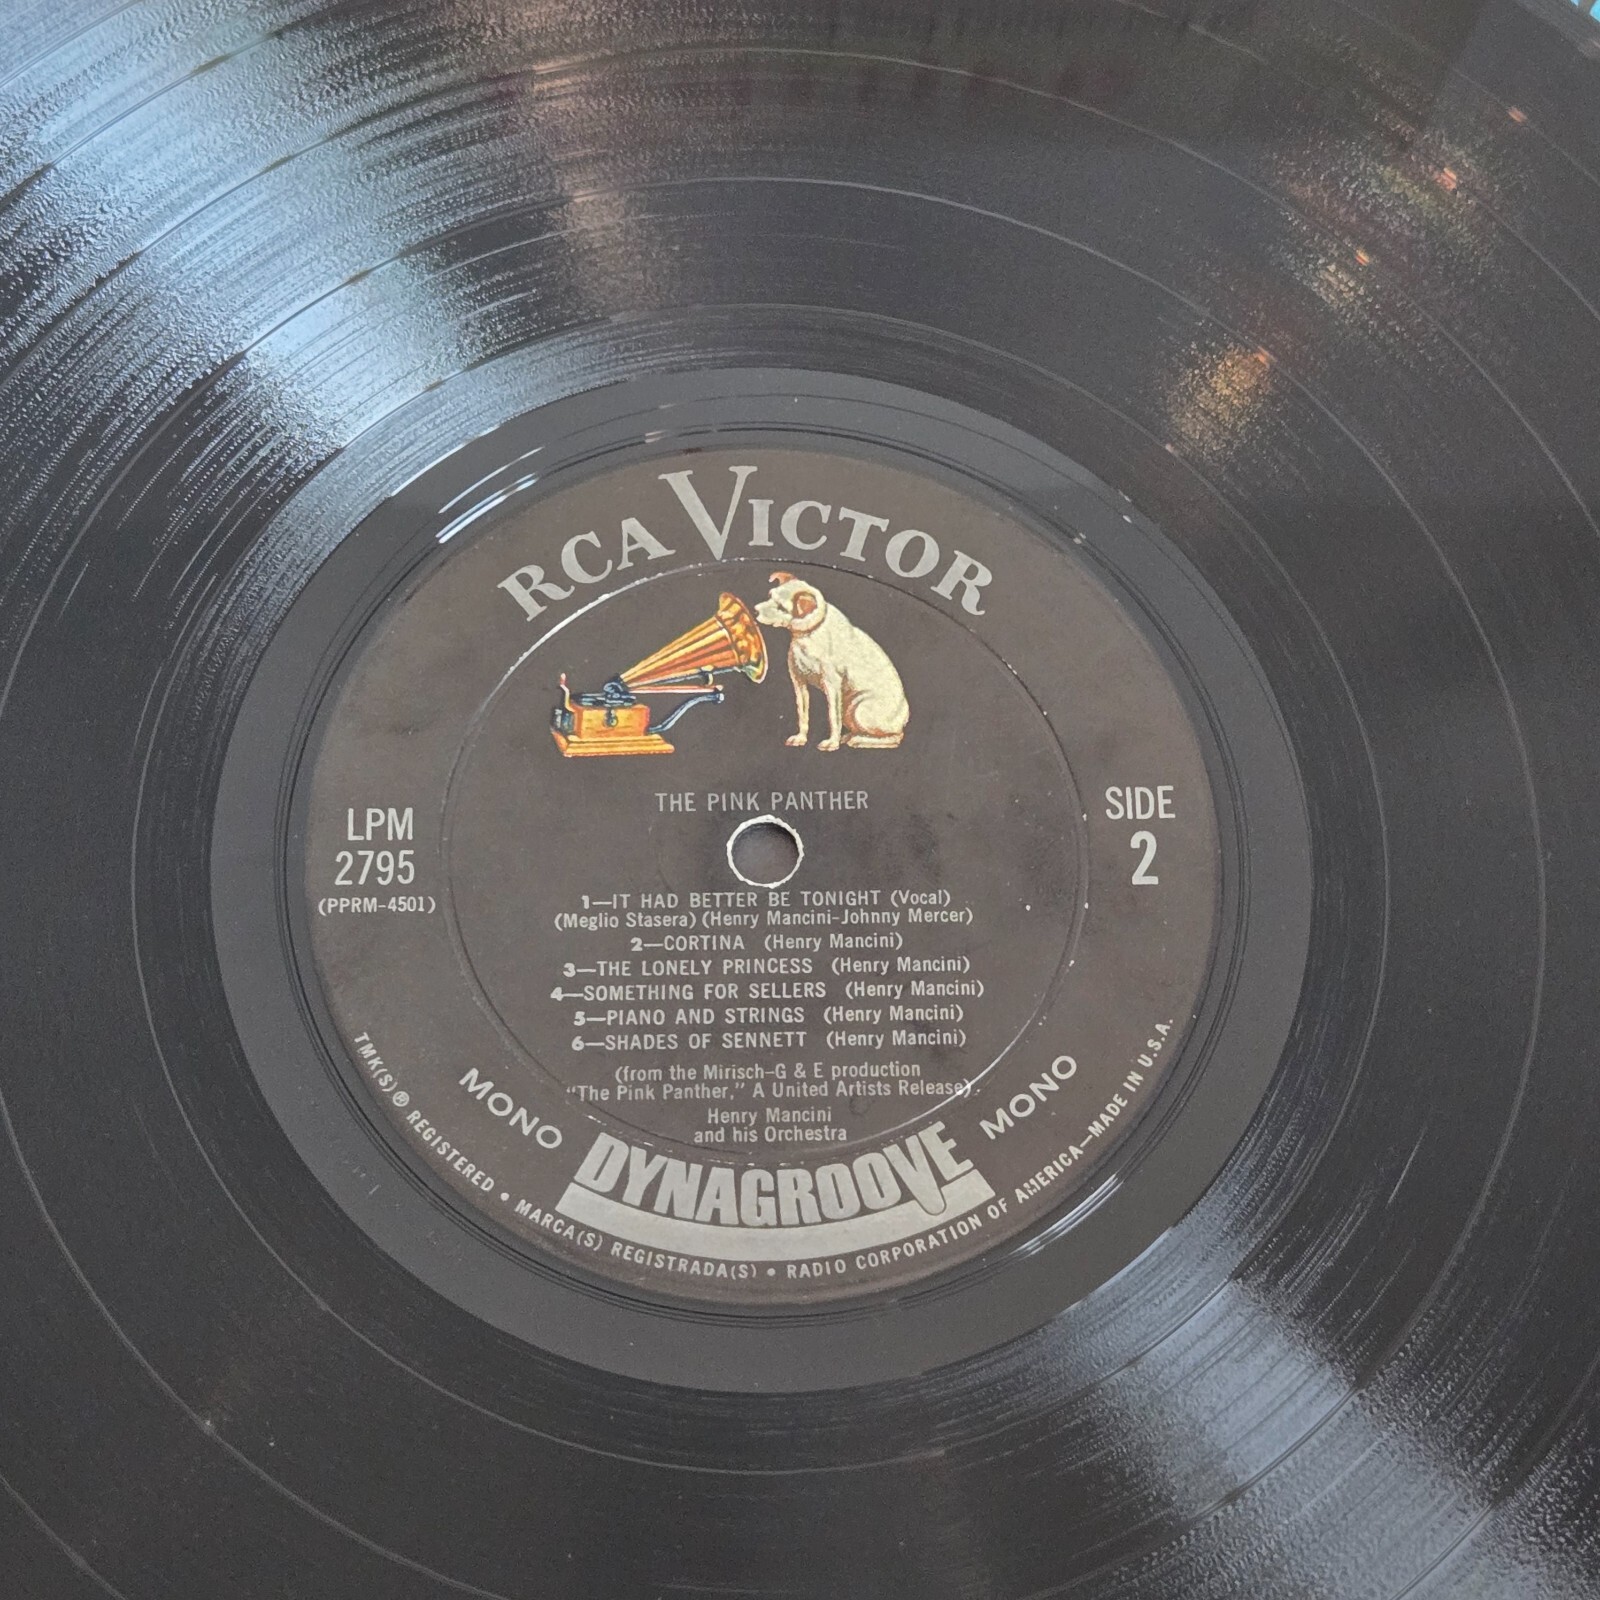 RCA VICTOR
THE PINK PANTHER
LPM
2795
(PPRM-4501)
SIDE
2
1—IT HAD BETTER BE TONIGHT (Vocal)
(Meglio Stasera) (Henry Mancini-Johnny Mercer)
2—CORTINA (Henry Mancini)
3—THE LONELY PRINCESS (Henry Mancini)
4—SOMETHING FOR SELLERS (Henry Mancini)
5—PIANO AND STRINGS (Henry Mancini)
6—SHADES OF SENNETT (Henry Mancini)
(from the Mirisch-G & E production
"The Pink Panther," A United Artists Release)
Henry Mancini
and his Orchestra
MONO
DYNAGROOVE
MONO
TMK(S) ® REGISTERED • MARCA(S) REGISTRADA(S) • RADIO CORPORATION OF AMERICA—MADE IN U.S.A.